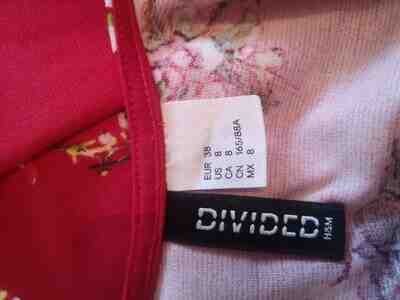 EUR 38
US 8
CA 8
CN 165/88A
MX 8
DIVIDED
H&M